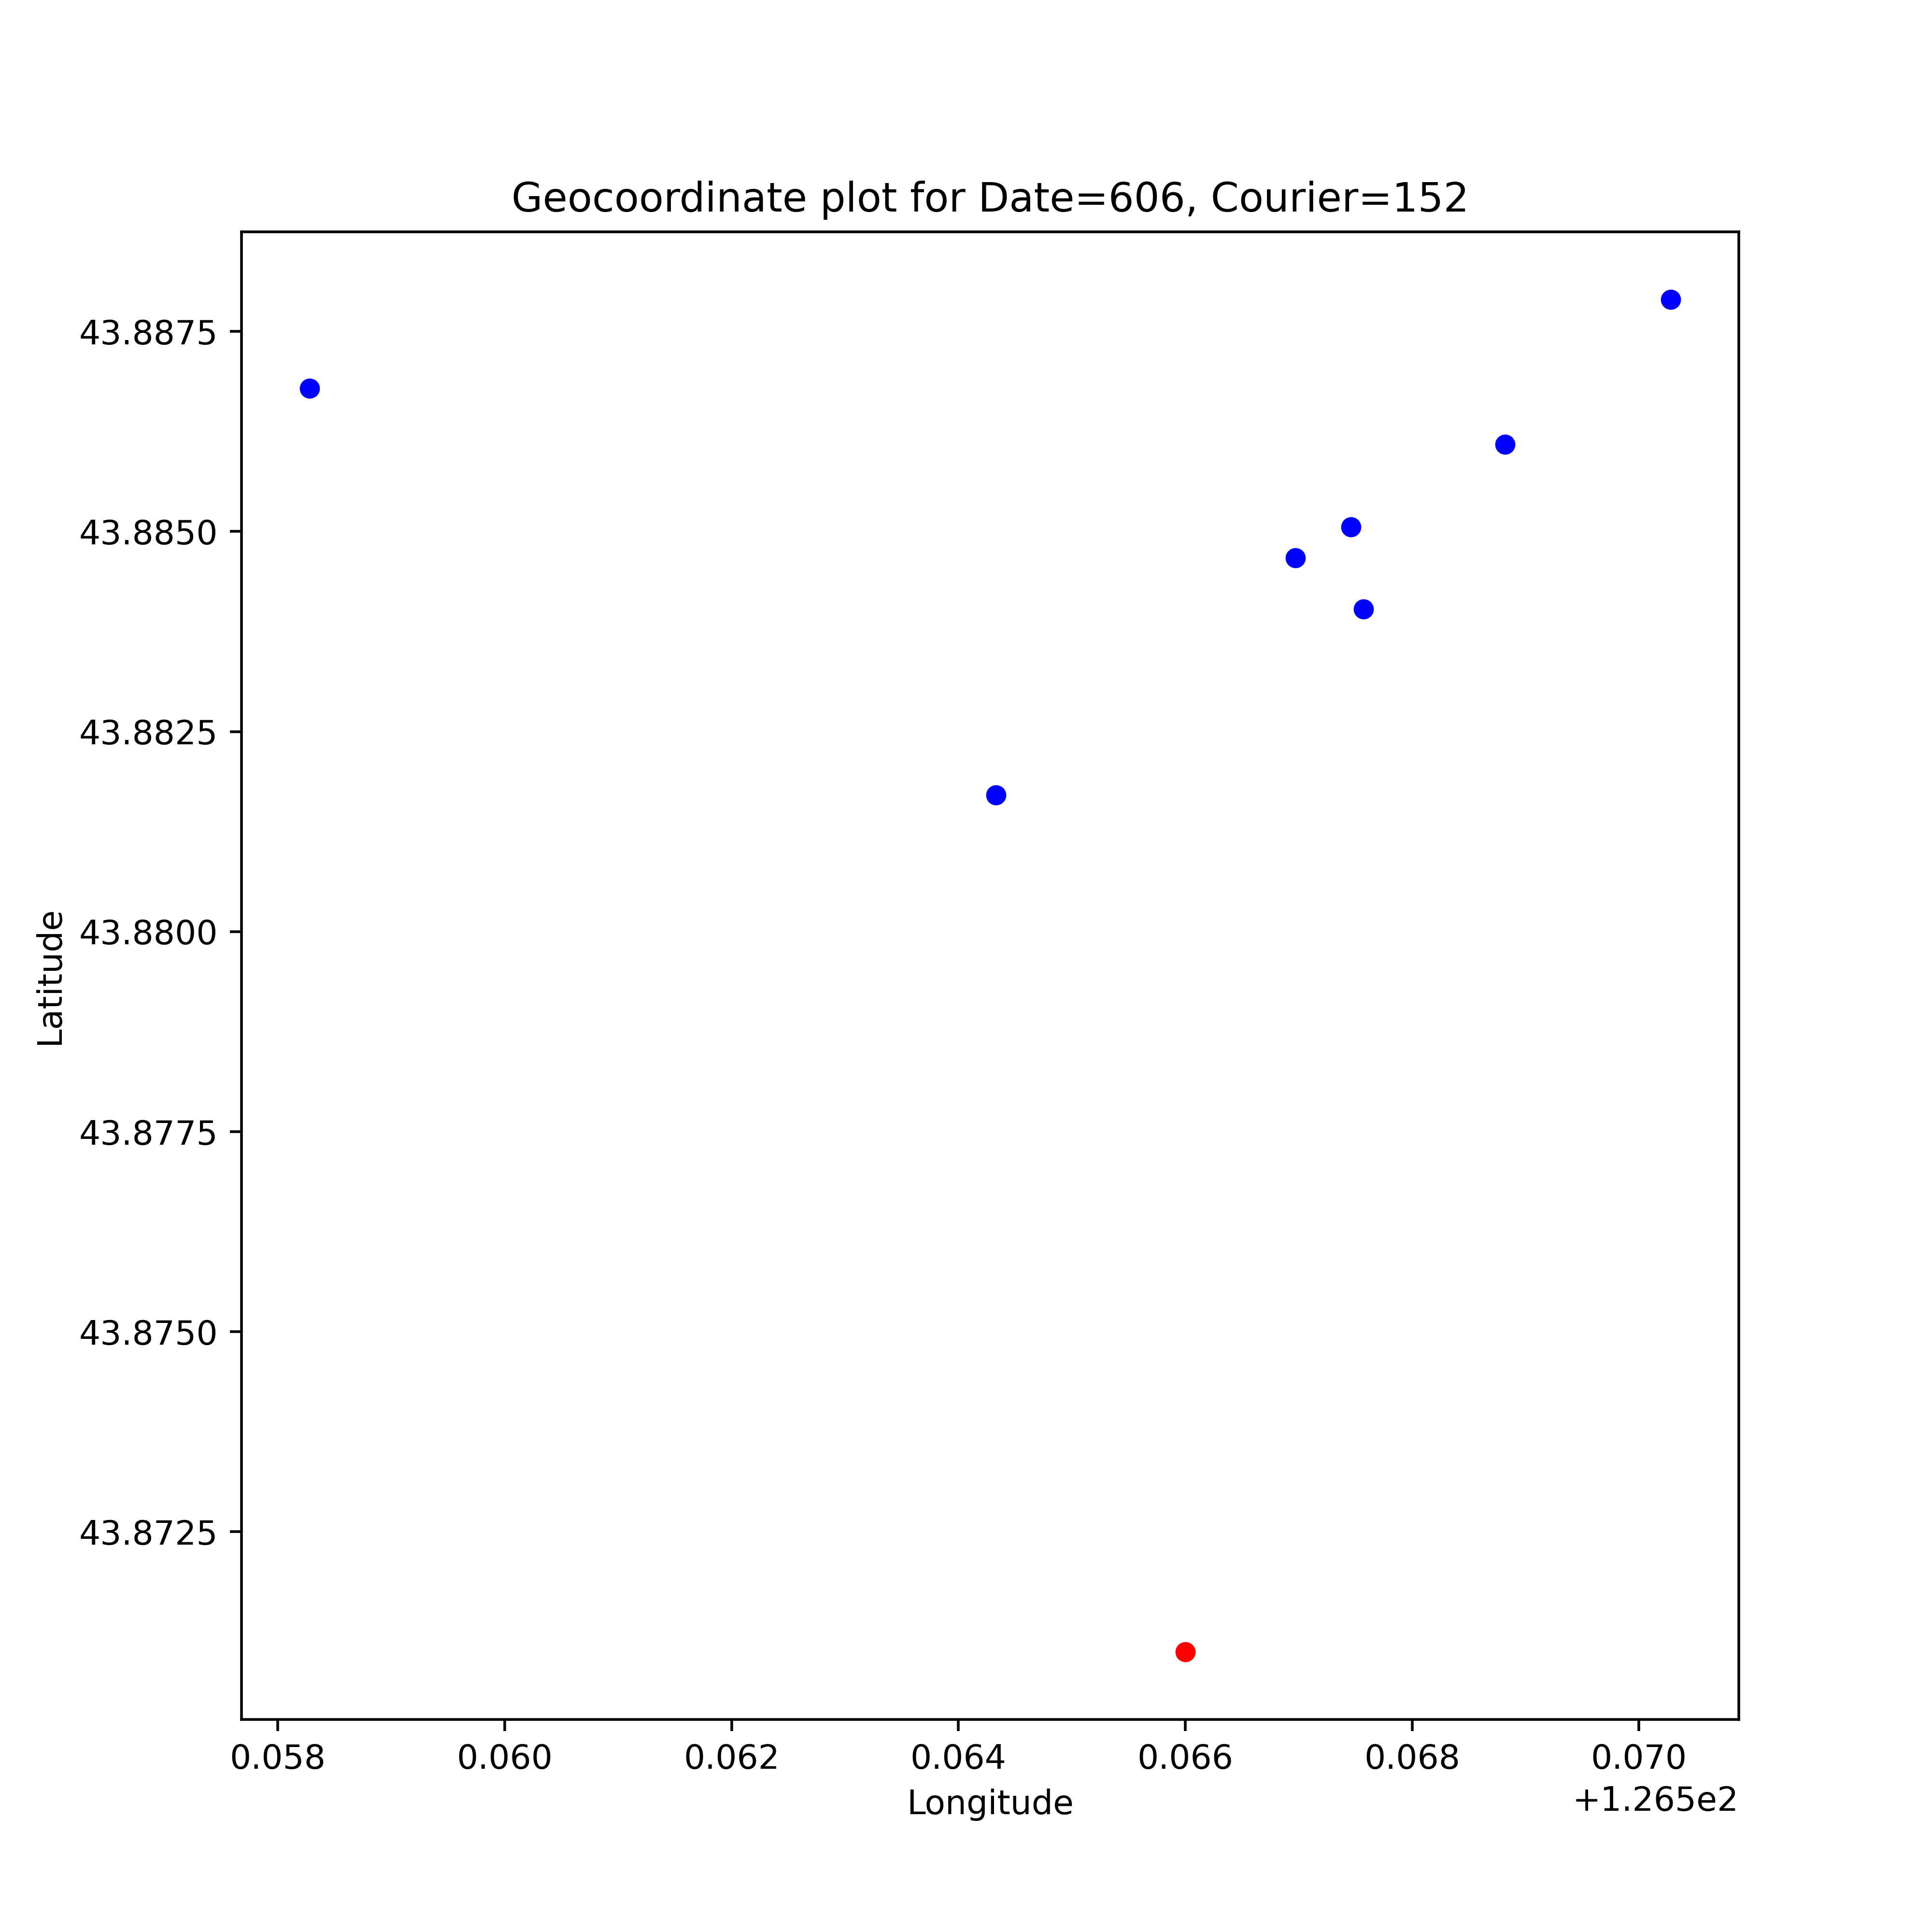 Geocoordinate plot for Date=606, Courier=152
43.8875
43.8850
43.8825
43.8800
43.8775
43.8750
43.8725
Latitude
0.058 0.060 0.062 0.064 0.066 0.068 0.070
Longitude
+1.265e2